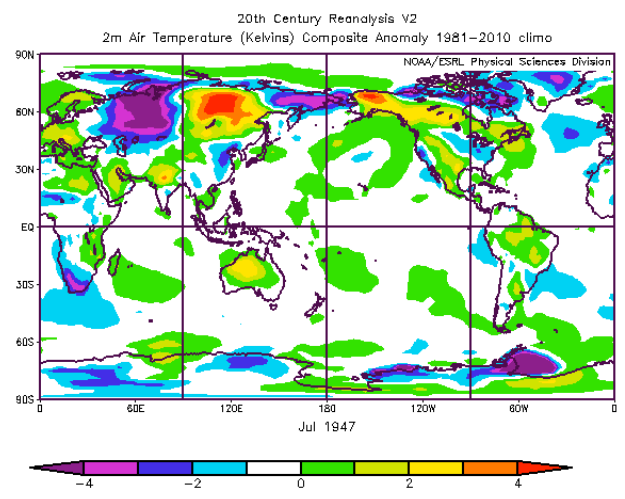 20th Century Reanalysis V2
2m Air Temperature (Kelvins) Composite Anomaly 1981-2010 climo
NOAA/ESRL Physical Sciences Division
90N
60N
30N
EQ
30S
60S
90S
0 60E 120E 180 120W 60W 0
Jul 1947
-4 -2 0 2 4